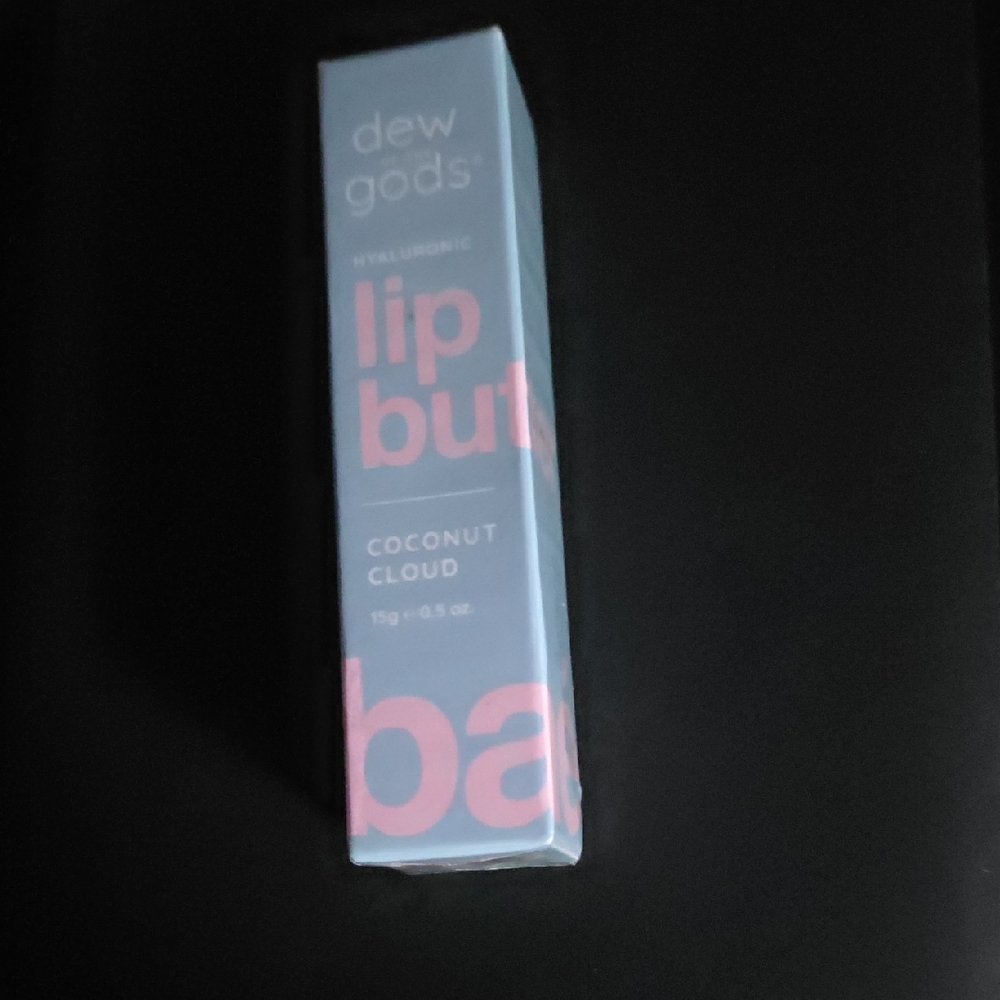 dew
gods
HYALURONIC
lip
but
COCONUT
CLOUD
15g e 0.5 oz.
ba